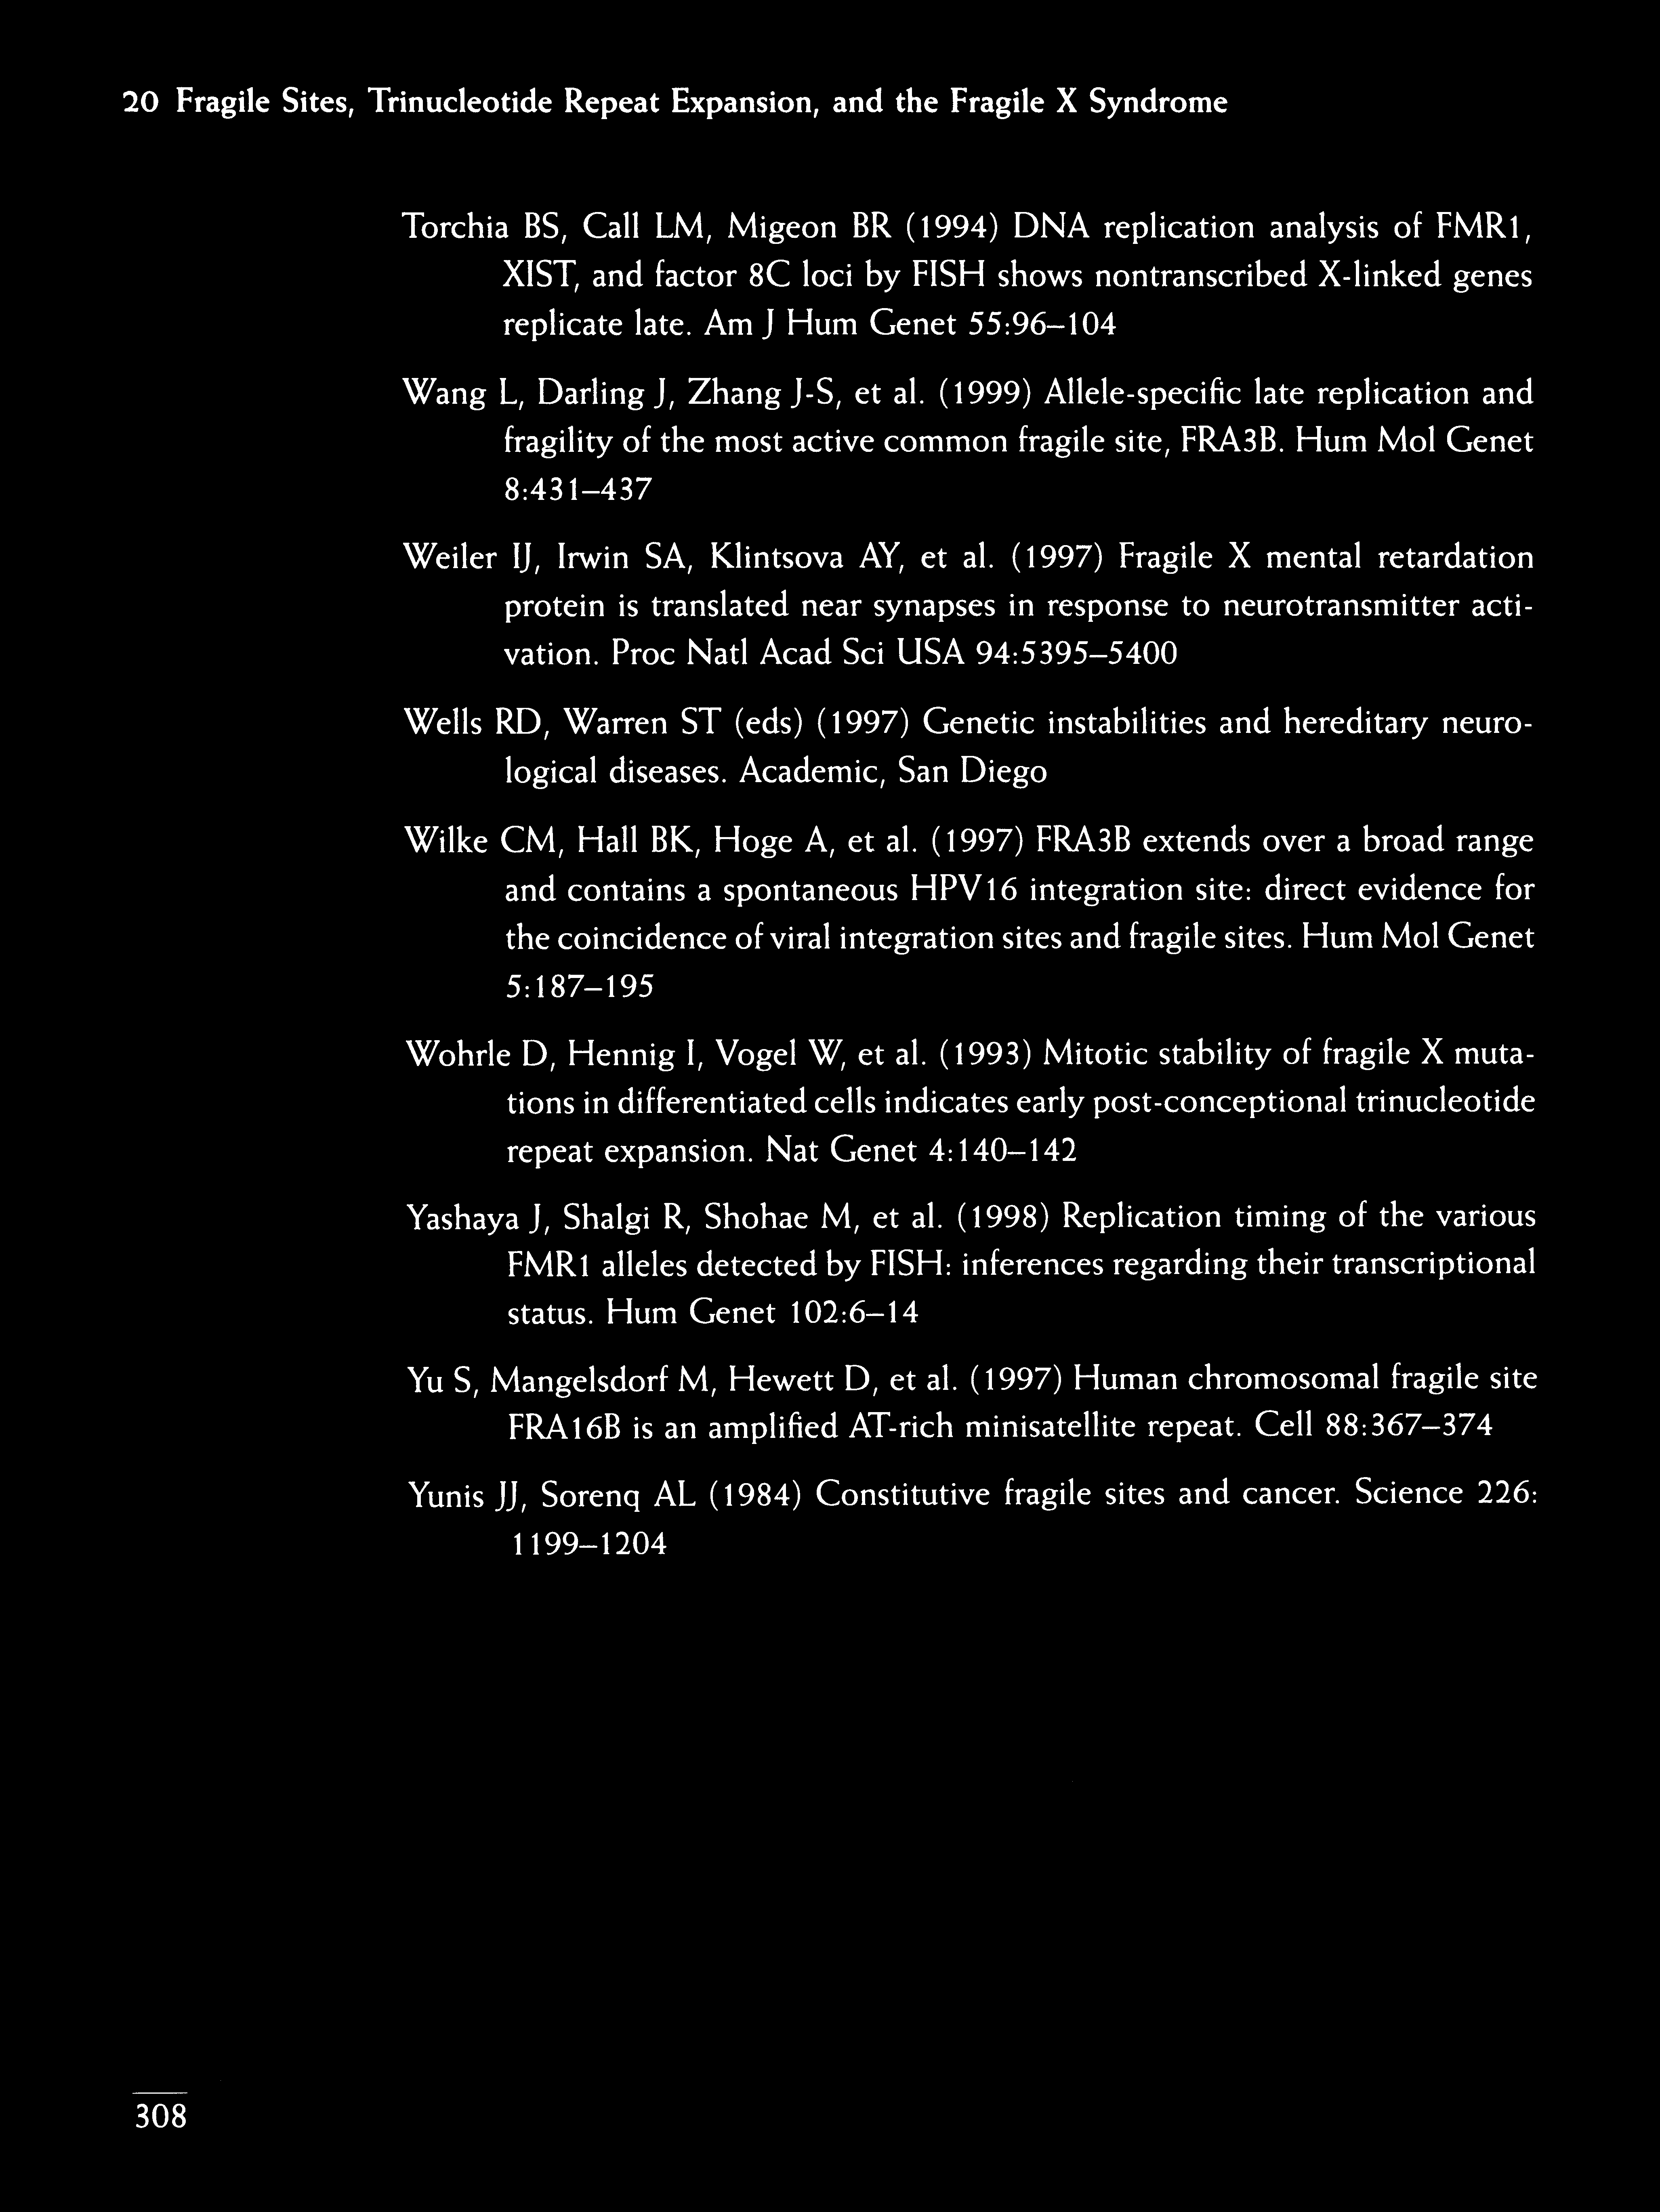 20 Fragile Sites, Trinucleotide Repeat Expansion, and the Fragile X Syndrome
Torchia BS, Call LM, Migeon BR (1994) DNA replication analysis of FMR1,
XIST, and factor 8C loci by FISH shows nontranscribed X-linked genes
replicate late. Am J Hum Genet 55:96–104
Wang L, Darling J, Zhang J-S, et al. (1999) Allele-specific late replication and
fragility of the most active common fragile site, FRA3B. Hum Mol Genet
8:431–437
Weiler IJ, Irwin SA, Klintsova AY, et al. (1997) Fragile X mental retardation
protein is translated near synapses in response to neurotransmitter acti-
vation. Proc Natl Acad Sci USA 94:5395–5400
Wells RD, Warren ST (eds) (1997) Genetic instabilities and hereditary neuro-
logical diseases. Academic, San Diego
Wilke CM, Hall BK, Hoge A, et al. (1997) FRA3B extends over a broad range
and contains a spontaneous HPV16 integration site: direct evidence for
the coincidence of viral integration sites and fragile sites. Hum Mol Genet
5:187–195
Wohrle D, Hennig I, Vogel W, et al. (1993) Mitotic stability of fragile X muta-
tions in differentiated cells indicates early post-conceptional trinucleotide
repeat expansion. Nat Genet 4:140–142
Yashaya J, Shalgi R, Shohae M, et al. (1998) Replication timing of the various
FMR1 alleles detected by FISH: inferences regarding their transcriptional
status. Hum Genet 102:6–14
Yu S, Mangelsdorf M, Hewett D, et al. (1997) Human chromosomal fragile site
FRA16B is an amplified AT-rich minisatellite repeat. Cell 88:367–374
Yunis JJ, Sorenq AL (1984) Constitutive fragile sites and cancer. Science 226:
1199–1204
308